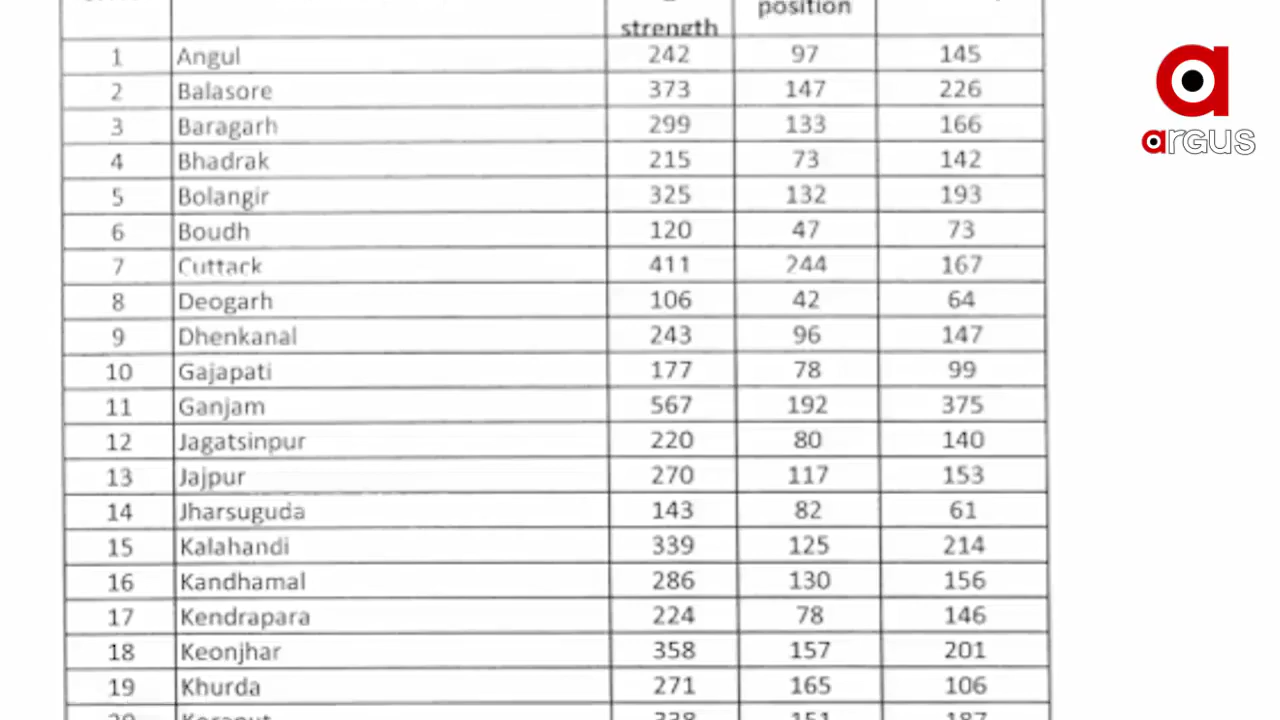 position
strength
1 Angul 242 97 145
2 Balasore 373 147 226
3 Baragarh 299 133 166
4 Bhadrak 215 73 142
5 Bolangir 325 132 193
6 Boudh 120 47 73
7 Cuttack 411 244 167
8 Deogarh 106 42 64
9 Dhenkanal 243 96 147
10 Gajapati 177 78 99
11 Ganjam 567 192 375
12 Jagatsinpur 220 80 140
13 Jajpur 270 117 153
14 Jharsuguda 143 82 61
15 Kalahandi 339 125 214
16 Kandhamal 286 130 156
17 Kendrapara 224 78 146
18 Keonjhar 358 157 201
19 Khurda 271 165 106
20 Koraput 338 151 187
argus